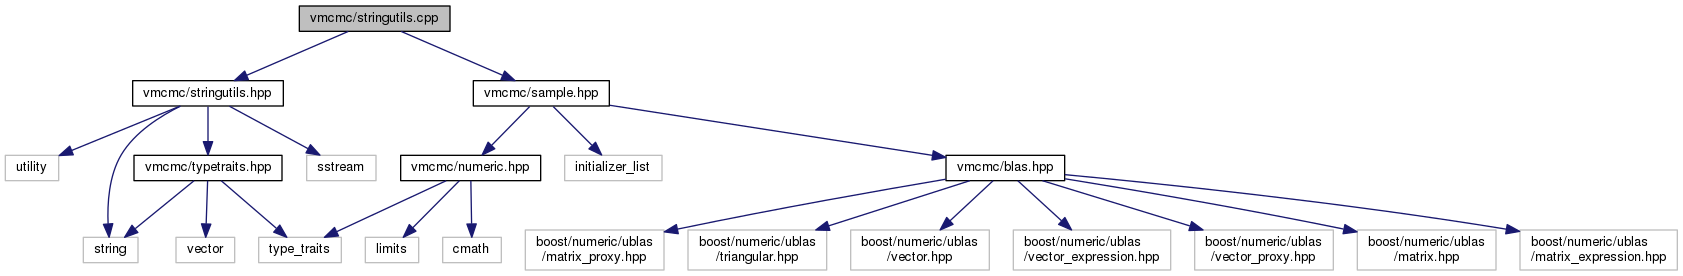 vmcmc/stringutils.cpp
vmcmc/stringutils.hpp
vmcmc/sample.hpp
utility
vmcmc/typetraits.hpp
sstream
vmcmc/numeric.hpp
initializer_list
vmcmc/blas.hpp
string
vector
type_traits
limits
cmath
boost/numeric/ublas
/matrix_proxy.hpp
boost/numeric/ublas
/triangular.hpp
boost/numeric/ublas
/vector.hpp
boost/numeric/ublas
/vector_expression.hpp
boost/numeric/ublas
/vector_proxy.hpp
boost/numeric/ublas
/matrix.hpp
boost/numeric/ublas
/matrix_expression.hpp